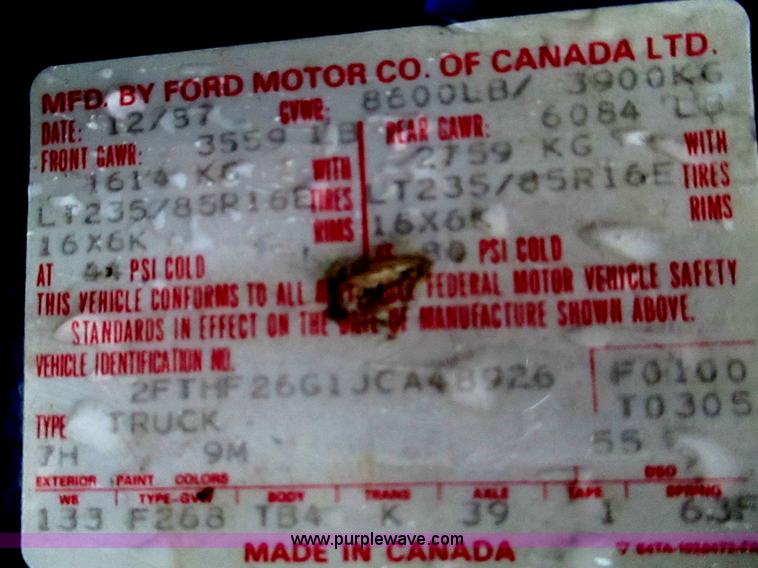 MFD. BY FORD MOTOR CO. OF CANADA LTD.
DATE: 12/87 GVWR: 8600LB/ 3900KG
FRONT GAWR: 3559 LB REAR GAWR: 6084 LB
1614 KG WITH 2759 KG WITH
LT235/85R16E TIRES LT235/85R16E TIRES
16X6K RIMS 16X6K RIMS
AT PSI COLD 80 PSI COLD
THIS VEHICLE CONFORMS TO ALL FEDERAL MOTOR VEHICLE SAFETY
STANDARDS IN EFFECT ON THE DATE OF MANUFACTURE SHOWN ABOVE.
VEHICLE IDENTIFICATION NO.
2FTHF26G1JCA48926 F0100
TYPE TRUCK T0305
7H 9M 55
EXTERIOR PAINT COLORS DSO
WB TYPE-GVW BODY TRANS AXLE TAPE SPRING
133 F268 TB4 K 39 1 63F
www.purplewave.com
MADE IN CANADA